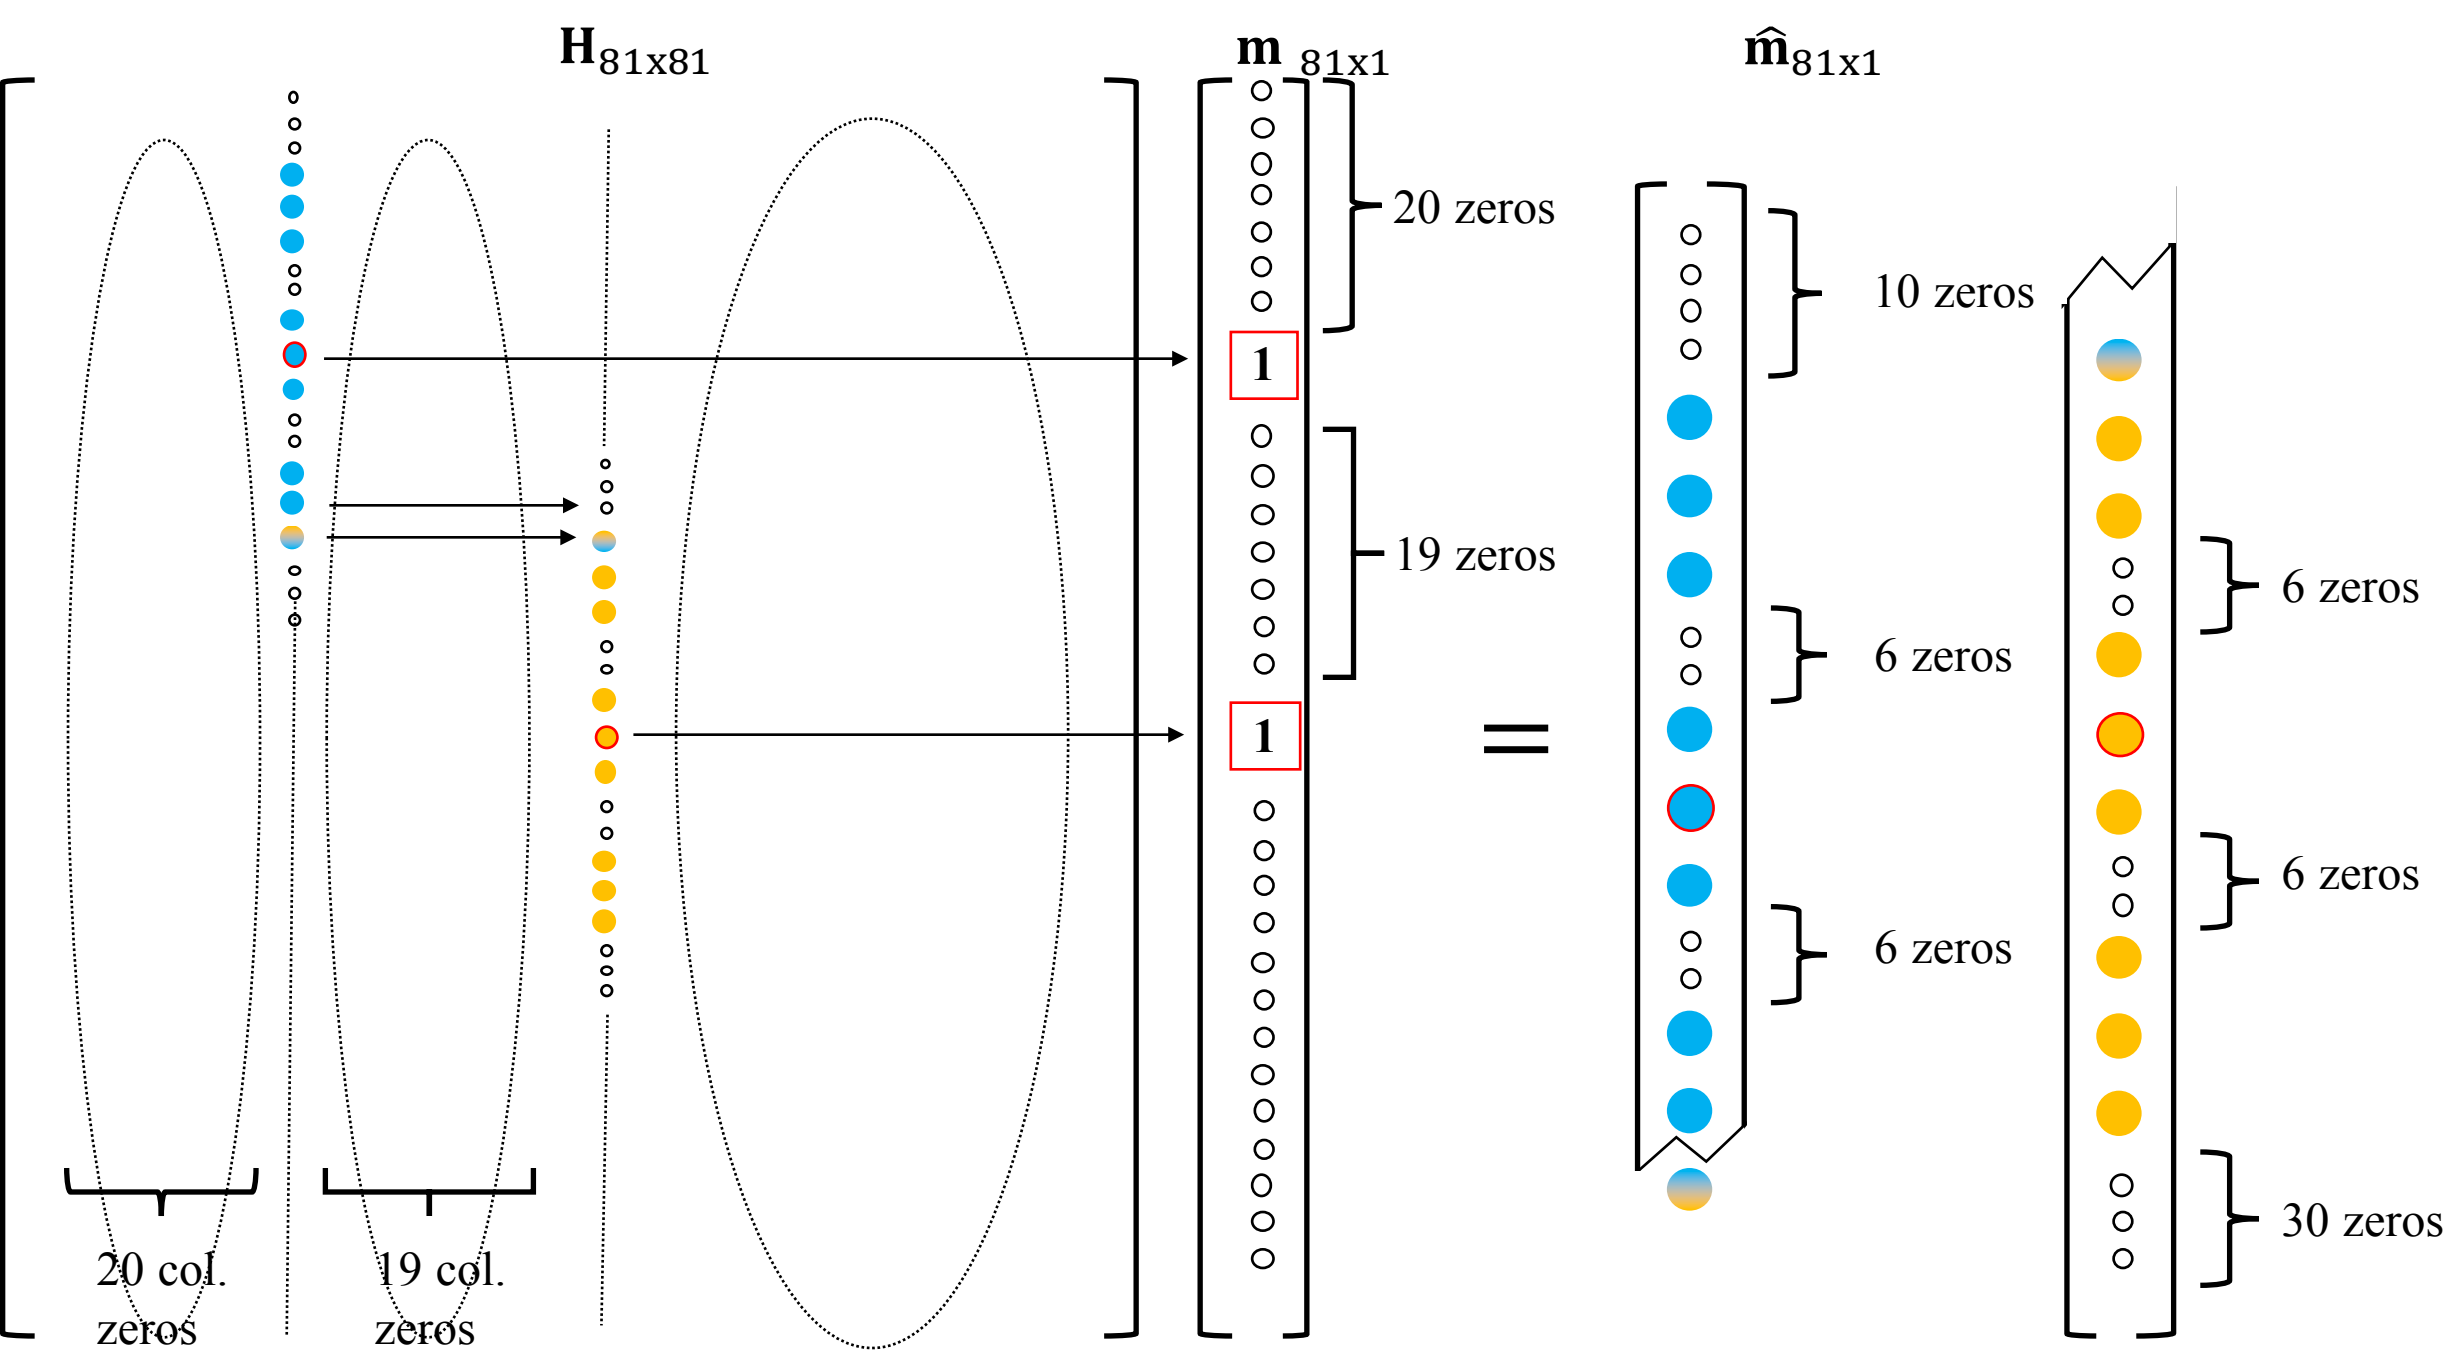 H81x81
m 81x1
m̂81x1
20 zeros
10 zeros
1
19 zeros
6 zeros
6 zeros
1
6 zeros
6 zeros
30 zeros
=
20 col.
zeros
19 col.
zeros